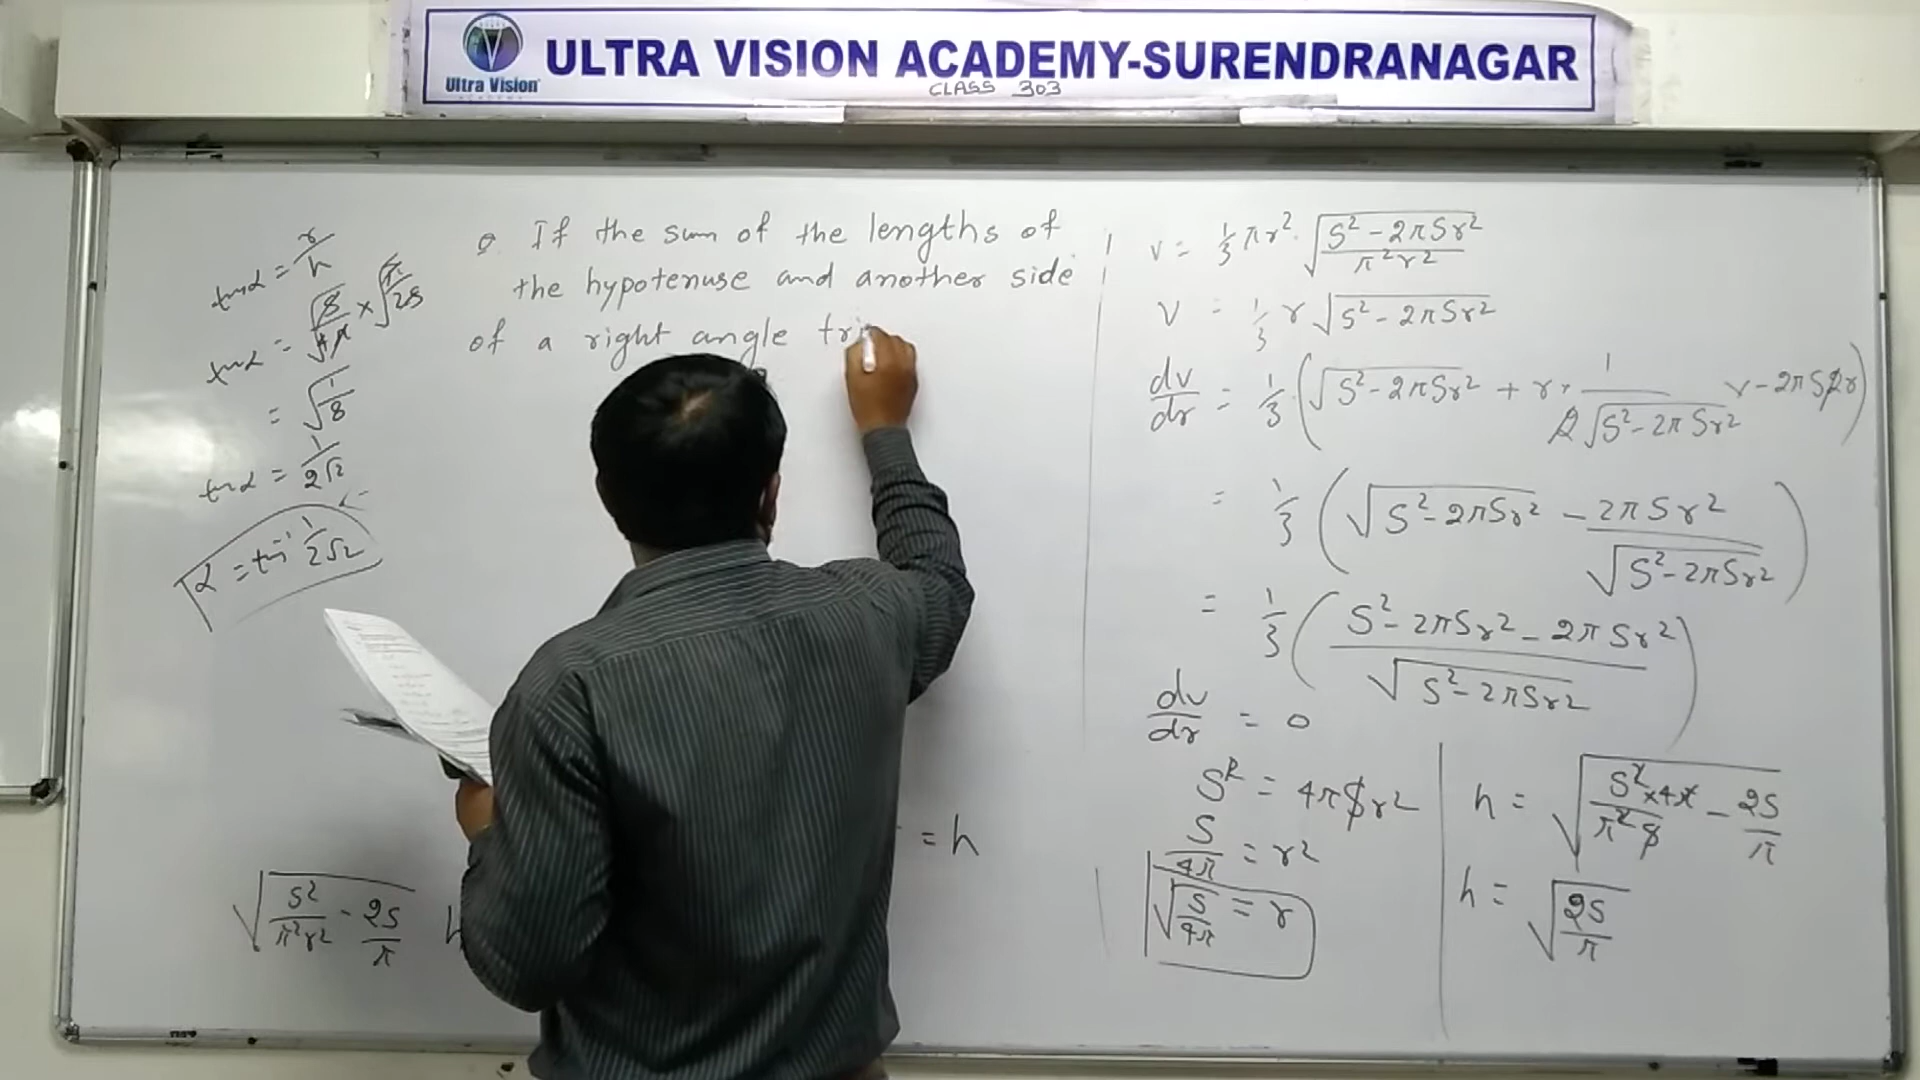 Ultra Vision
ACADEMY
ULTRA VISION ACADEMY-SURENDRANAGAR
CLASS 303
tanα = r/h
tanα = √(S/4π) × √(π/2S)
= √(1/8)
tanα = 1/2√2
α = tan⁻¹ 1/2√2
Q. If the sum of the lengths of
the hypotenuse and another side
of a right angle tri
√(S²/π²r² - 2S/π) h
= h
V = 1/3 πr² · √((S² - 2πSr²)/π²r²)
V = 1/3 r √(S² - 2πSr²)
dv/dr = 1/3 · (√(S² - 2πSr²) + r × 1/(2√(S² - 2πSr²)) × -2πS2r)
= 1/3 (√(S² - 2πSr²) - 2πSr²/√(S² - 2πSr²))
= 1/3 ((S² - 2πSr² - 2πSr²)/√(S² - 2πSr²))
dv/dr = 0
S² = 4πSr²
S/4π = r²
√(S/4π) = r
h = √((S² × 4π)/(π² S) - 2S/π)
h = √(2S/π)